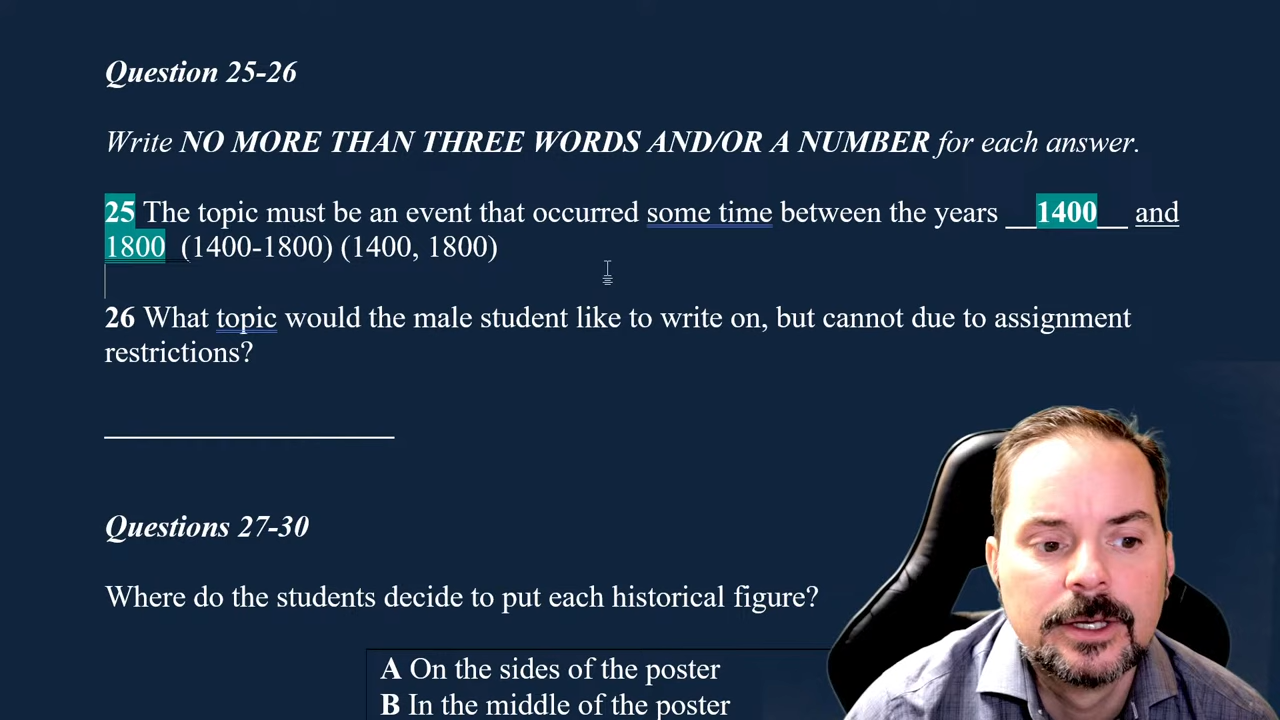 Question 25-26
Write NO MORE THAN THREE WORDS AND/OR A NUMBER for each answer.
25 The topic must be an event that occurred some time between the years __1400__ and
1800 (1400-1800) (1400, 1800)
26 What topic would the male student like to write on, but cannot due to assignment
restrictions?
____________________
Questions 27-30
Where do the students decide to put each historical figure?
A On the sides of the poster
B In the middle of the poster